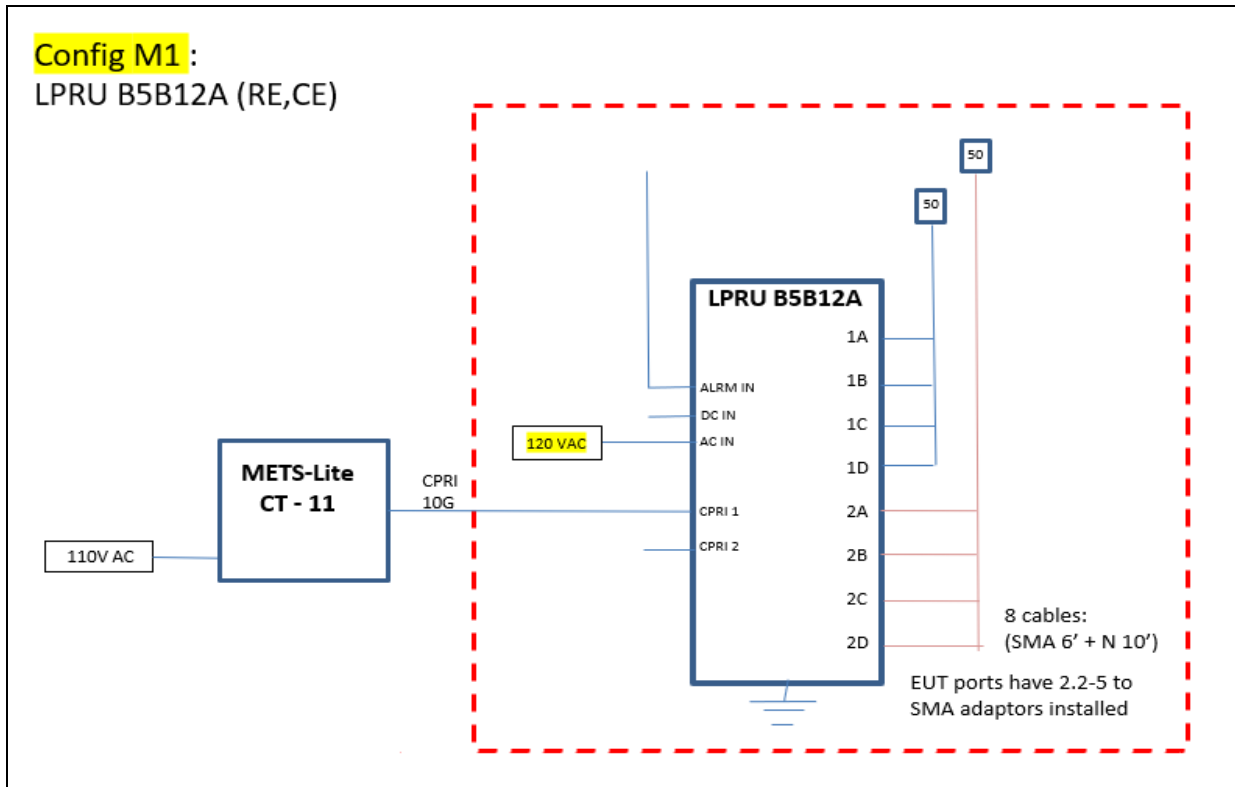 Config M1 :
LPRU B5B12A (RE,CE)
50
50
LPRU B5B12A
1A
1B
1C
1D
2A
2B
2C
2D
ALRM IN
DC IN
AC IN
CPRI 1
CPRI 2
120 VAC
METS-Lite
CT - 11
CPRI
10G
110V AC
8 cables:
(SMA 6’ + N 10’)
EUT ports have 2.2-5 to
SMA adaptors installed